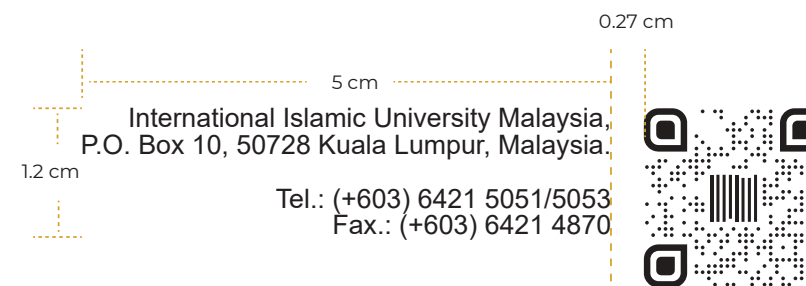 0.27 cm
5 cm
International Islamic University Malaysia,
P.O. Box 10, 50728 Kuala Lumpur, Malaysia.
1.2 cm
Tel.: (+603) 6421 5051/5053
Fax.: (+603) 6421 4870